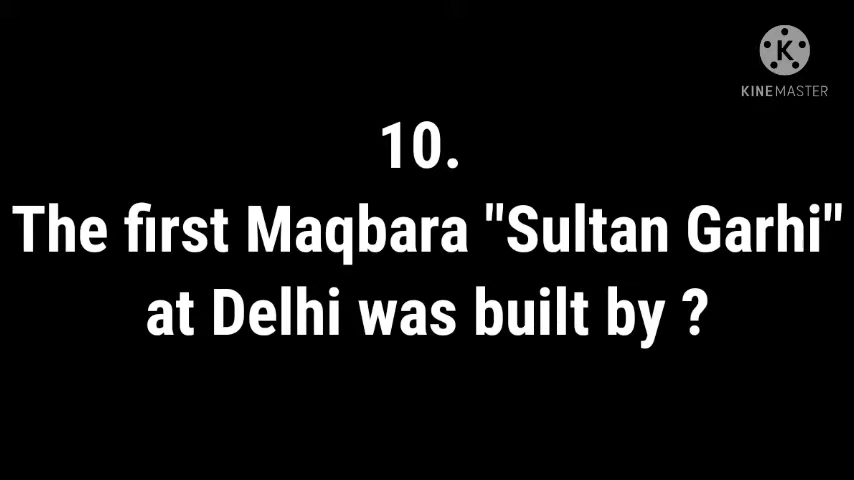 K
KINEMASTER
10.
The first Maqbara "Sultan Garhi"
at Delhi was built by ?